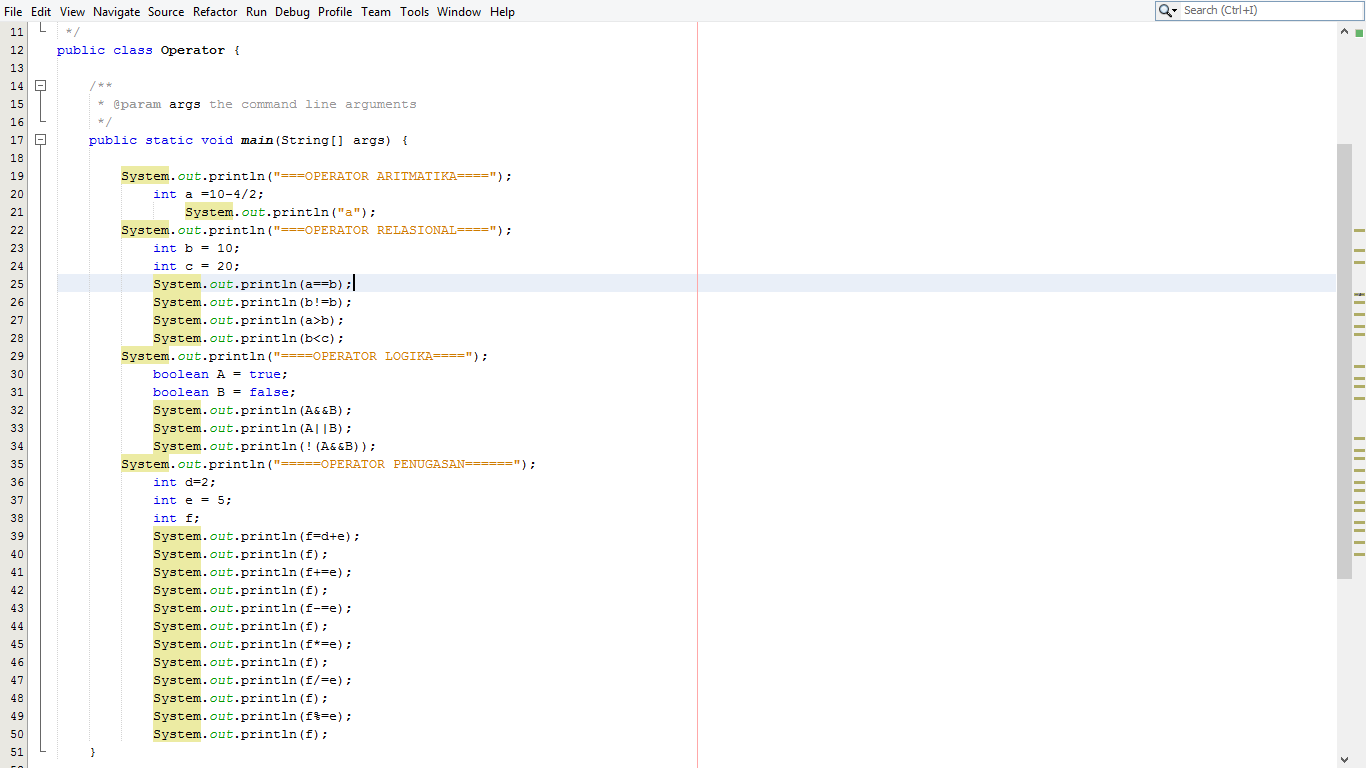 File Edit View Navigate Source Refactor Run Debug Profile Team Tools Window Help Search (Ctrl+I)
11 */
12 public class Operator {
13
14 /**
15 * @param args the command line arguments
16 */
17 public static void main(String[] args) {
18
19 System.out.println("===OPERATOR ARITMATIKA====");
20 int a =10-4/2;
21 System.out.println("a");
22 System.out.println("===OPERATOR RELASIONAL====");
23 int b = 10;
24 int c = 20;
25 System.out.println(a==b);
26 System.out.println(b!=b);
27 System.out.println(a>b);
28 System.out.println(b<c);
29 System.out.println("====OPERATOR LOGIKA====");
30 boolean A = true;
31 boolean B = false;
32 System.out.println(A&&B);
33 System.out.println(A||B);
34 System.out.println(!(A&&B));
35 System.out.println("=====OPERATOR PENUGASAN======");
36 int d=2;
37 int e = 5;
38 int f;
39 System.out.println(f=d+e);
40 System.out.println(f);
41 System.out.println(f+=e);
42 System.out.println(f);
43 System.out.println(f-=e);
44 System.out.println(f);
45 System.out.println(f*=e);
46 System.out.println(f);
47 System.out.println(f/=e);
48 System.out.println(f);
49 System.out.println(f%=e);
50 System.out.println(f);
51 }